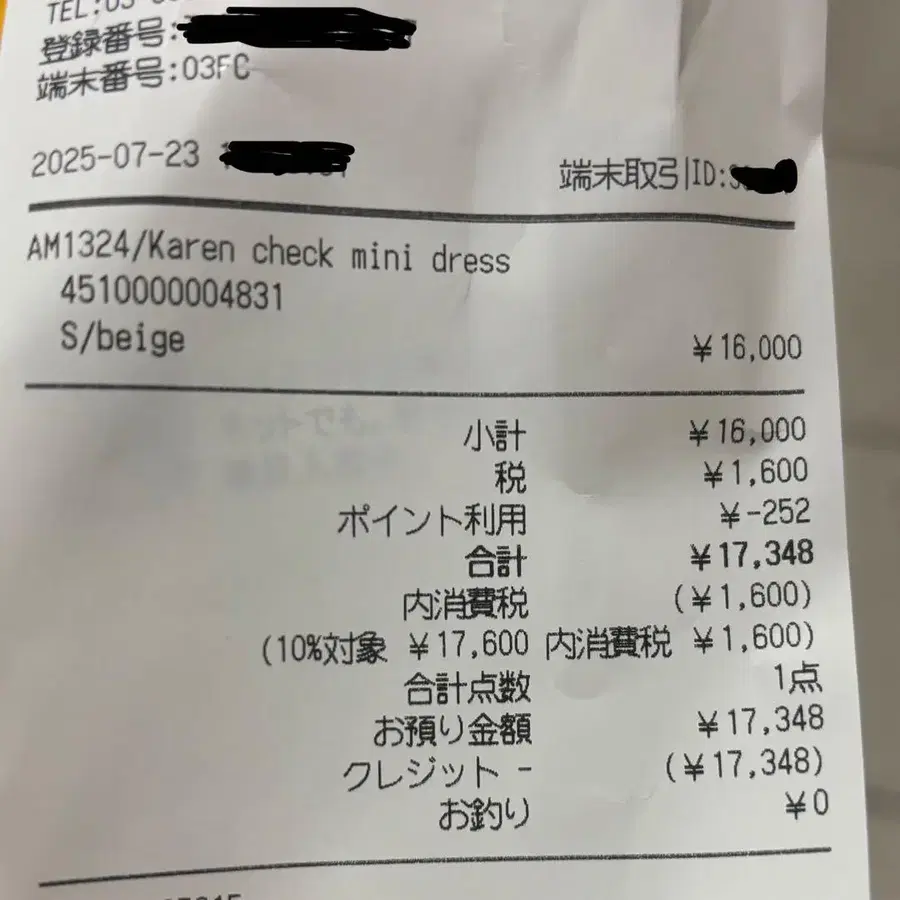 TEL:03
登録番号:
端末番号:03FC
2025-07-23
端末取引ID:
AM1324/Karen check mini dress
4510000004831
S/beige ¥16,000
小計 ¥16,000
税 ¥1,600
ポイント利用 ¥-252
合計 ¥17,348
内消費税 (¥1,600)
(10%対象 ¥17,600 内消費税 ¥1,600)
合計点数 1点
お預り金額 ¥17,348
クレジット - (¥17,348)
お釣り ¥0